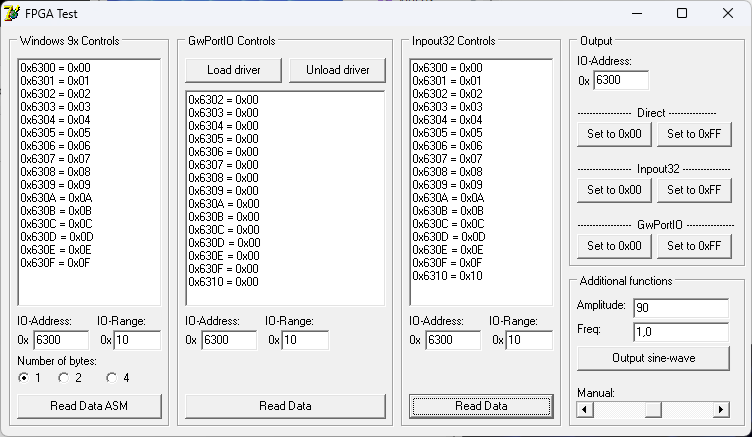 FPGA Test
Windows 9x Controls
0x6300 = 0x00
0x6301 = 0x01
0x6302 = 0x02
0x6303 = 0x03
0x6304 = 0x04
0x6305 = 0x05
0x6306 = 0x06
0x6307 = 0x07
0x6308 = 0x08
0x6309 = 0x09
0x630A = 0x0A
0x630B = 0x0B
0x630C = 0x0C
0x630D = 0x0D
0x630E = 0x0E
0x630F = 0x0F
IO-Address: IO-Range:
0x 6300 0x 10
Number of bytes:
1 2 4
Read Data ASM
GwPortIO Controls
Load driver Unload driver
0x6302 = 0x00
0x6303 = 0x00
0x6304 = 0x00
0x6305 = 0x00
0x6306 = 0x00
0x6307 = 0x00
0x6308 = 0x00
0x6309 = 0x00
0x630A = 0x00
0x630B = 0x00
0x630C = 0x00
0x630D = 0x00
0x630E = 0x00
0x630F = 0x00
0x6310 = 0x00
IO-Address: IO-Range:
0x 6300 0x 10
Read Data
Inpout32 Controls
0x6300 = 0x00
0x6301 = 0x01
0x6302 = 0x02
0x6303 = 0x03
0x6304 = 0x04
0x6305 = 0x05
0x6306 = 0x06
0x6307 = 0x07
0x6308 = 0x08
0x6309 = 0x09
0x630A = 0x0A
0x630B = 0x0B
0x630C = 0x0C
0x630D = 0x0D
0x630E = 0x0E
0x630F = 0x0F
0x6310 = 0x10
IO-Address: IO-Range:
0x 6300 0x 10
Read Data
Output
IO-Address:
0x 6300
---------------- Direct ----------------
Set to 0x00 Set to 0xFF
---------------- Inpout32 ----------------
Set to 0x00 Set to 0xFF
---------------- GwPortIO ----------------
Set to 0x00 Set to 0xFF
Additional functions
Amplitude: 90
Freq: 1,0
Output sine-wave
Manual: